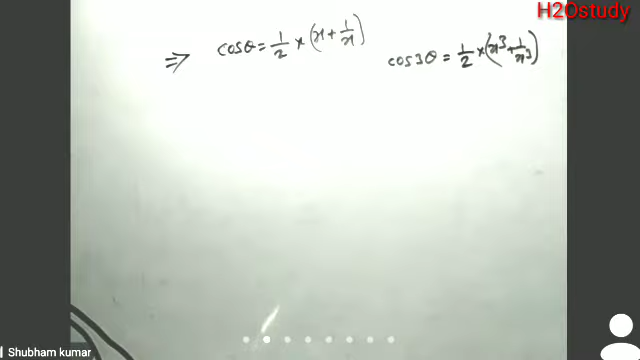 H2Ostudy
⇒ cosθ = 1/2 × (x + 1/x) cos3θ = 1/2 × (x³ + 1/x³)
Shubham kumar